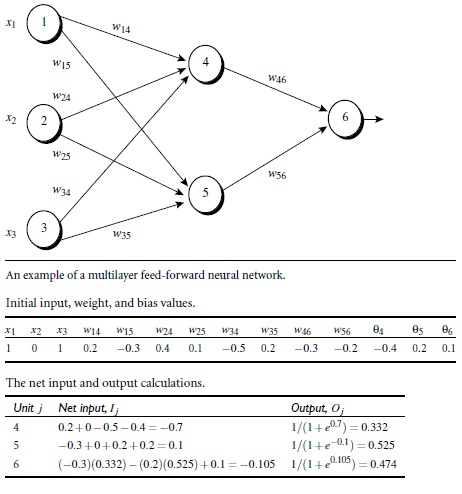 x1 1 w14
w15 4
w24 w46
x2 2 6
w25
w56
w34 5
x3 3 w35
An example of a multilayer feed-forward neural network.
Initial input, weight, and bias values.
x1 x2 x3 w14 w15 w24 w25 w34 w35 w46 w56 θ4 θ5 θ6
1 0 1 0.2 −0.3 0.4 0.1 −0.5 0.2 −0.3 −0.2 −0.4 0.2 0.1
The net input and output calculations.
Unit j Net input, Ij Output, Oj
4 0.2 + 0 − 0.5 − 0.4 = −0.7 1/(1 + e^0.7) = 0.332
5 −0.3 + 0 + 0.2 + 0.2 = 0.1 1/(1 + e^−0.1) = 0.525
6 (−0.3)(0.332) − (0.2)(0.525) + 0.1 = −0.105 1/(1 + e^0.105) = 0.474